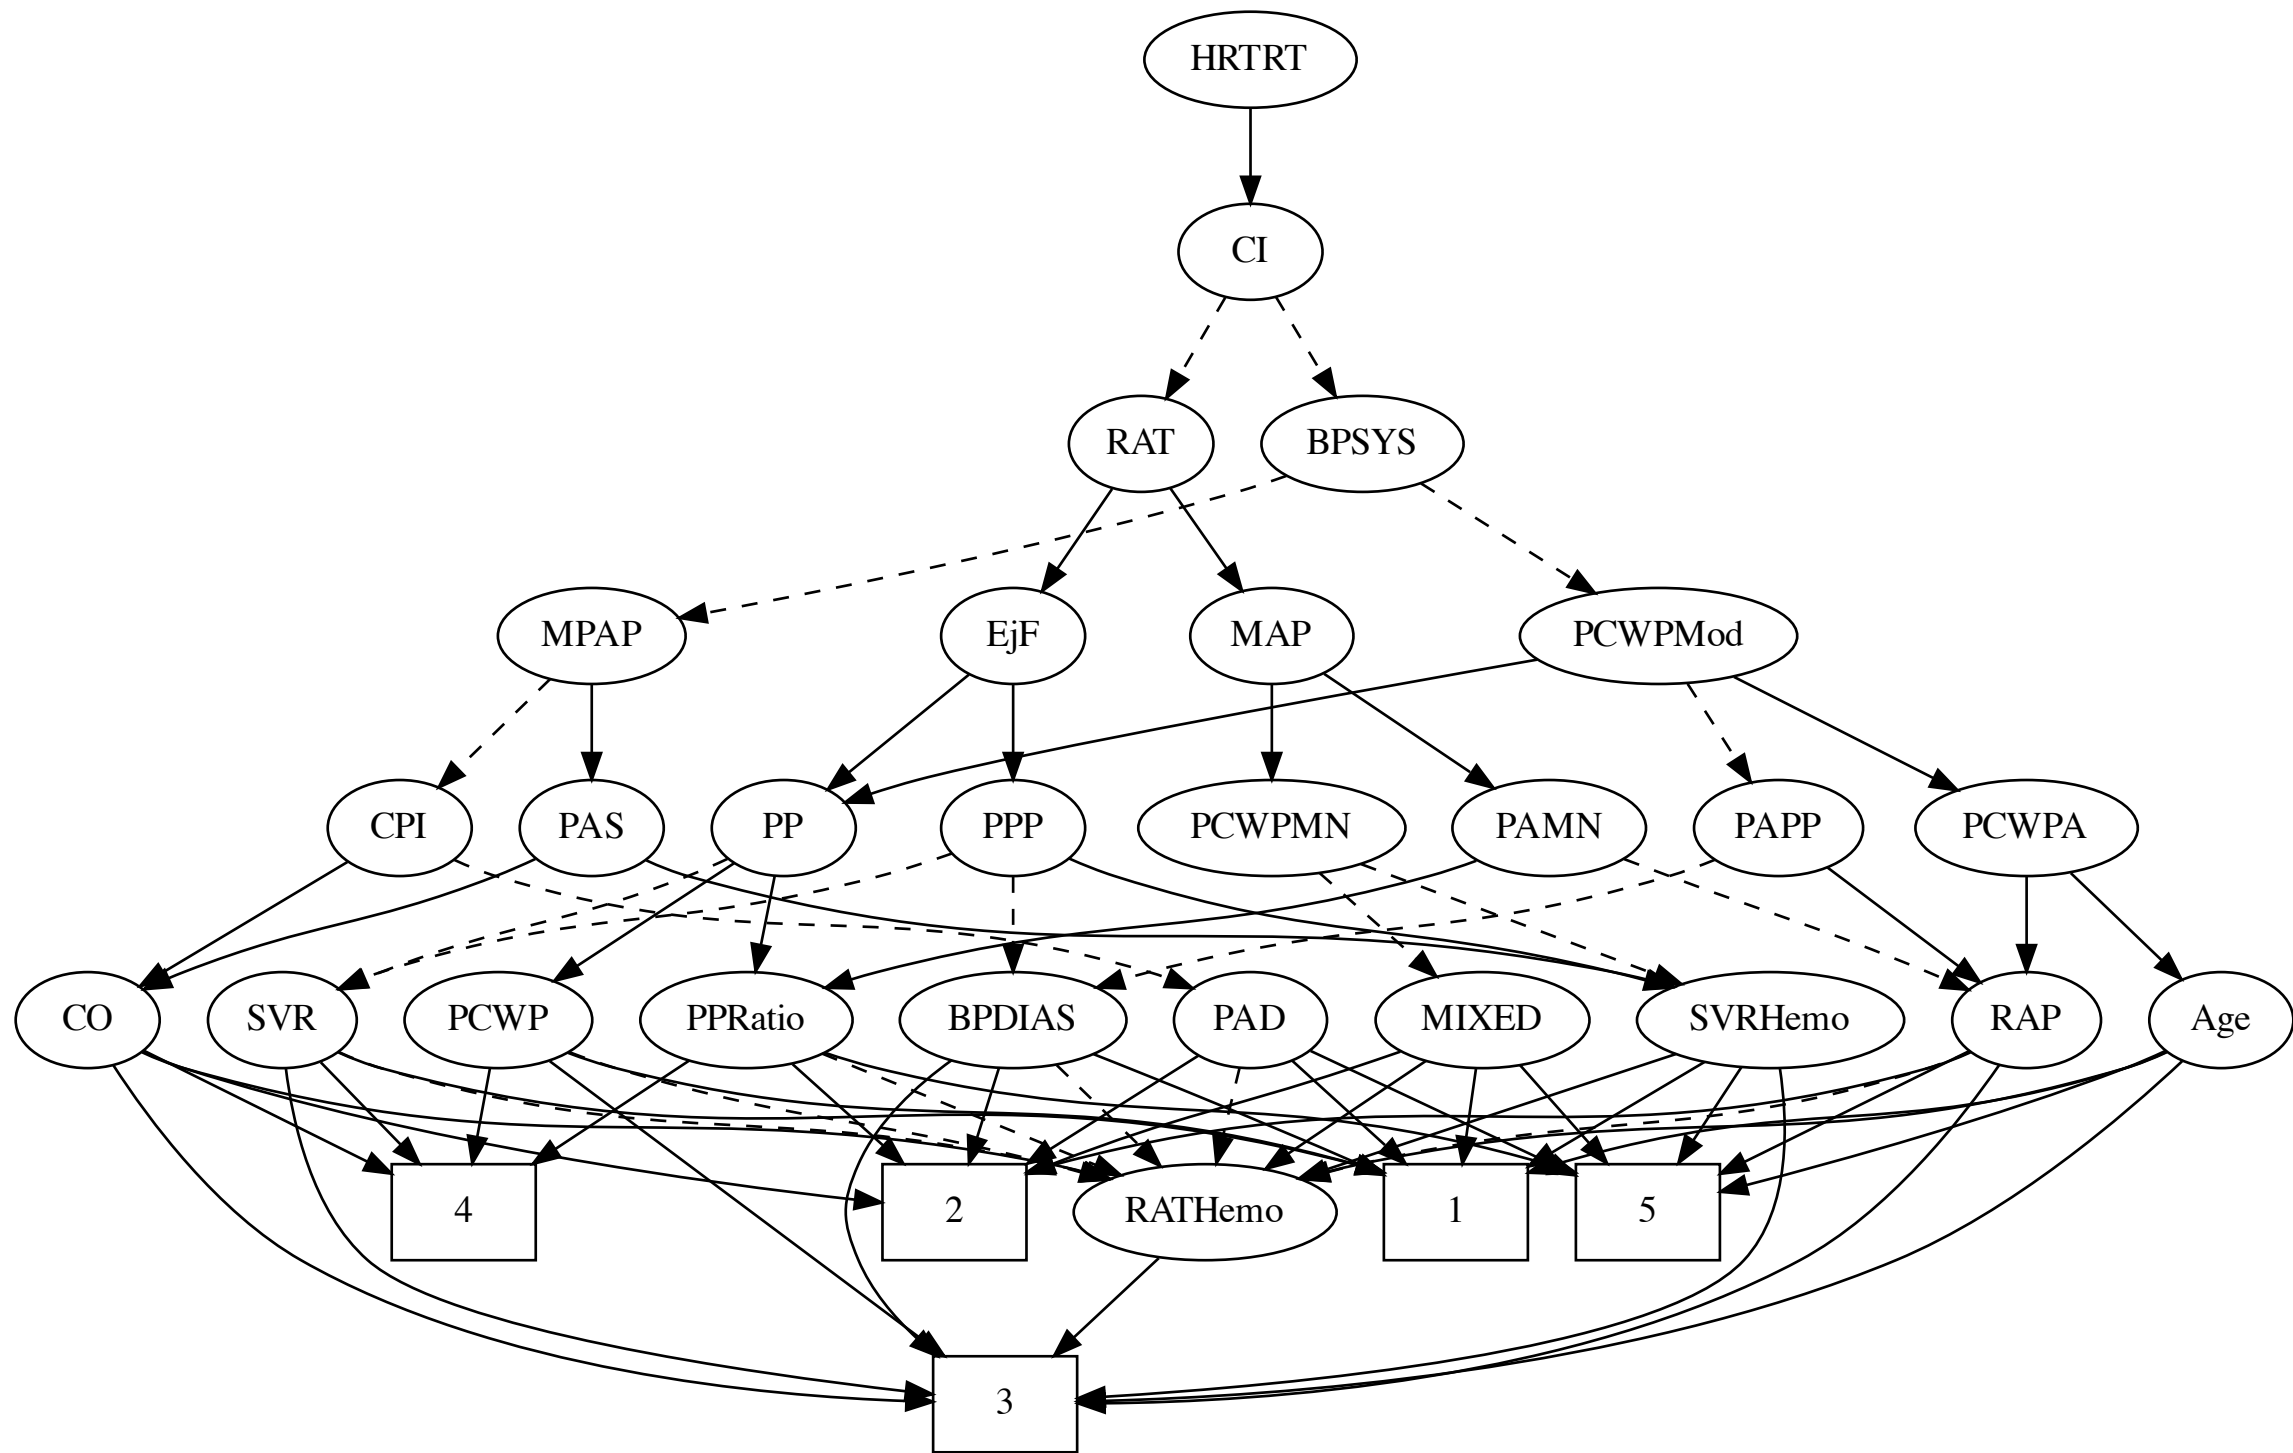 HRTRT
CI
RAT
BPSYS
MPAP
EjF
MAP
PCWPMod
CPI
PAS
PP
PPP
PCWPMN
PAMN
PAPP
PCWPA
CO
SVR
PCWP
PPRatio
BPDIAS
PAD
MIXED
SVRHemo
RAP
Age
4
2
RATHemo
1
5
3